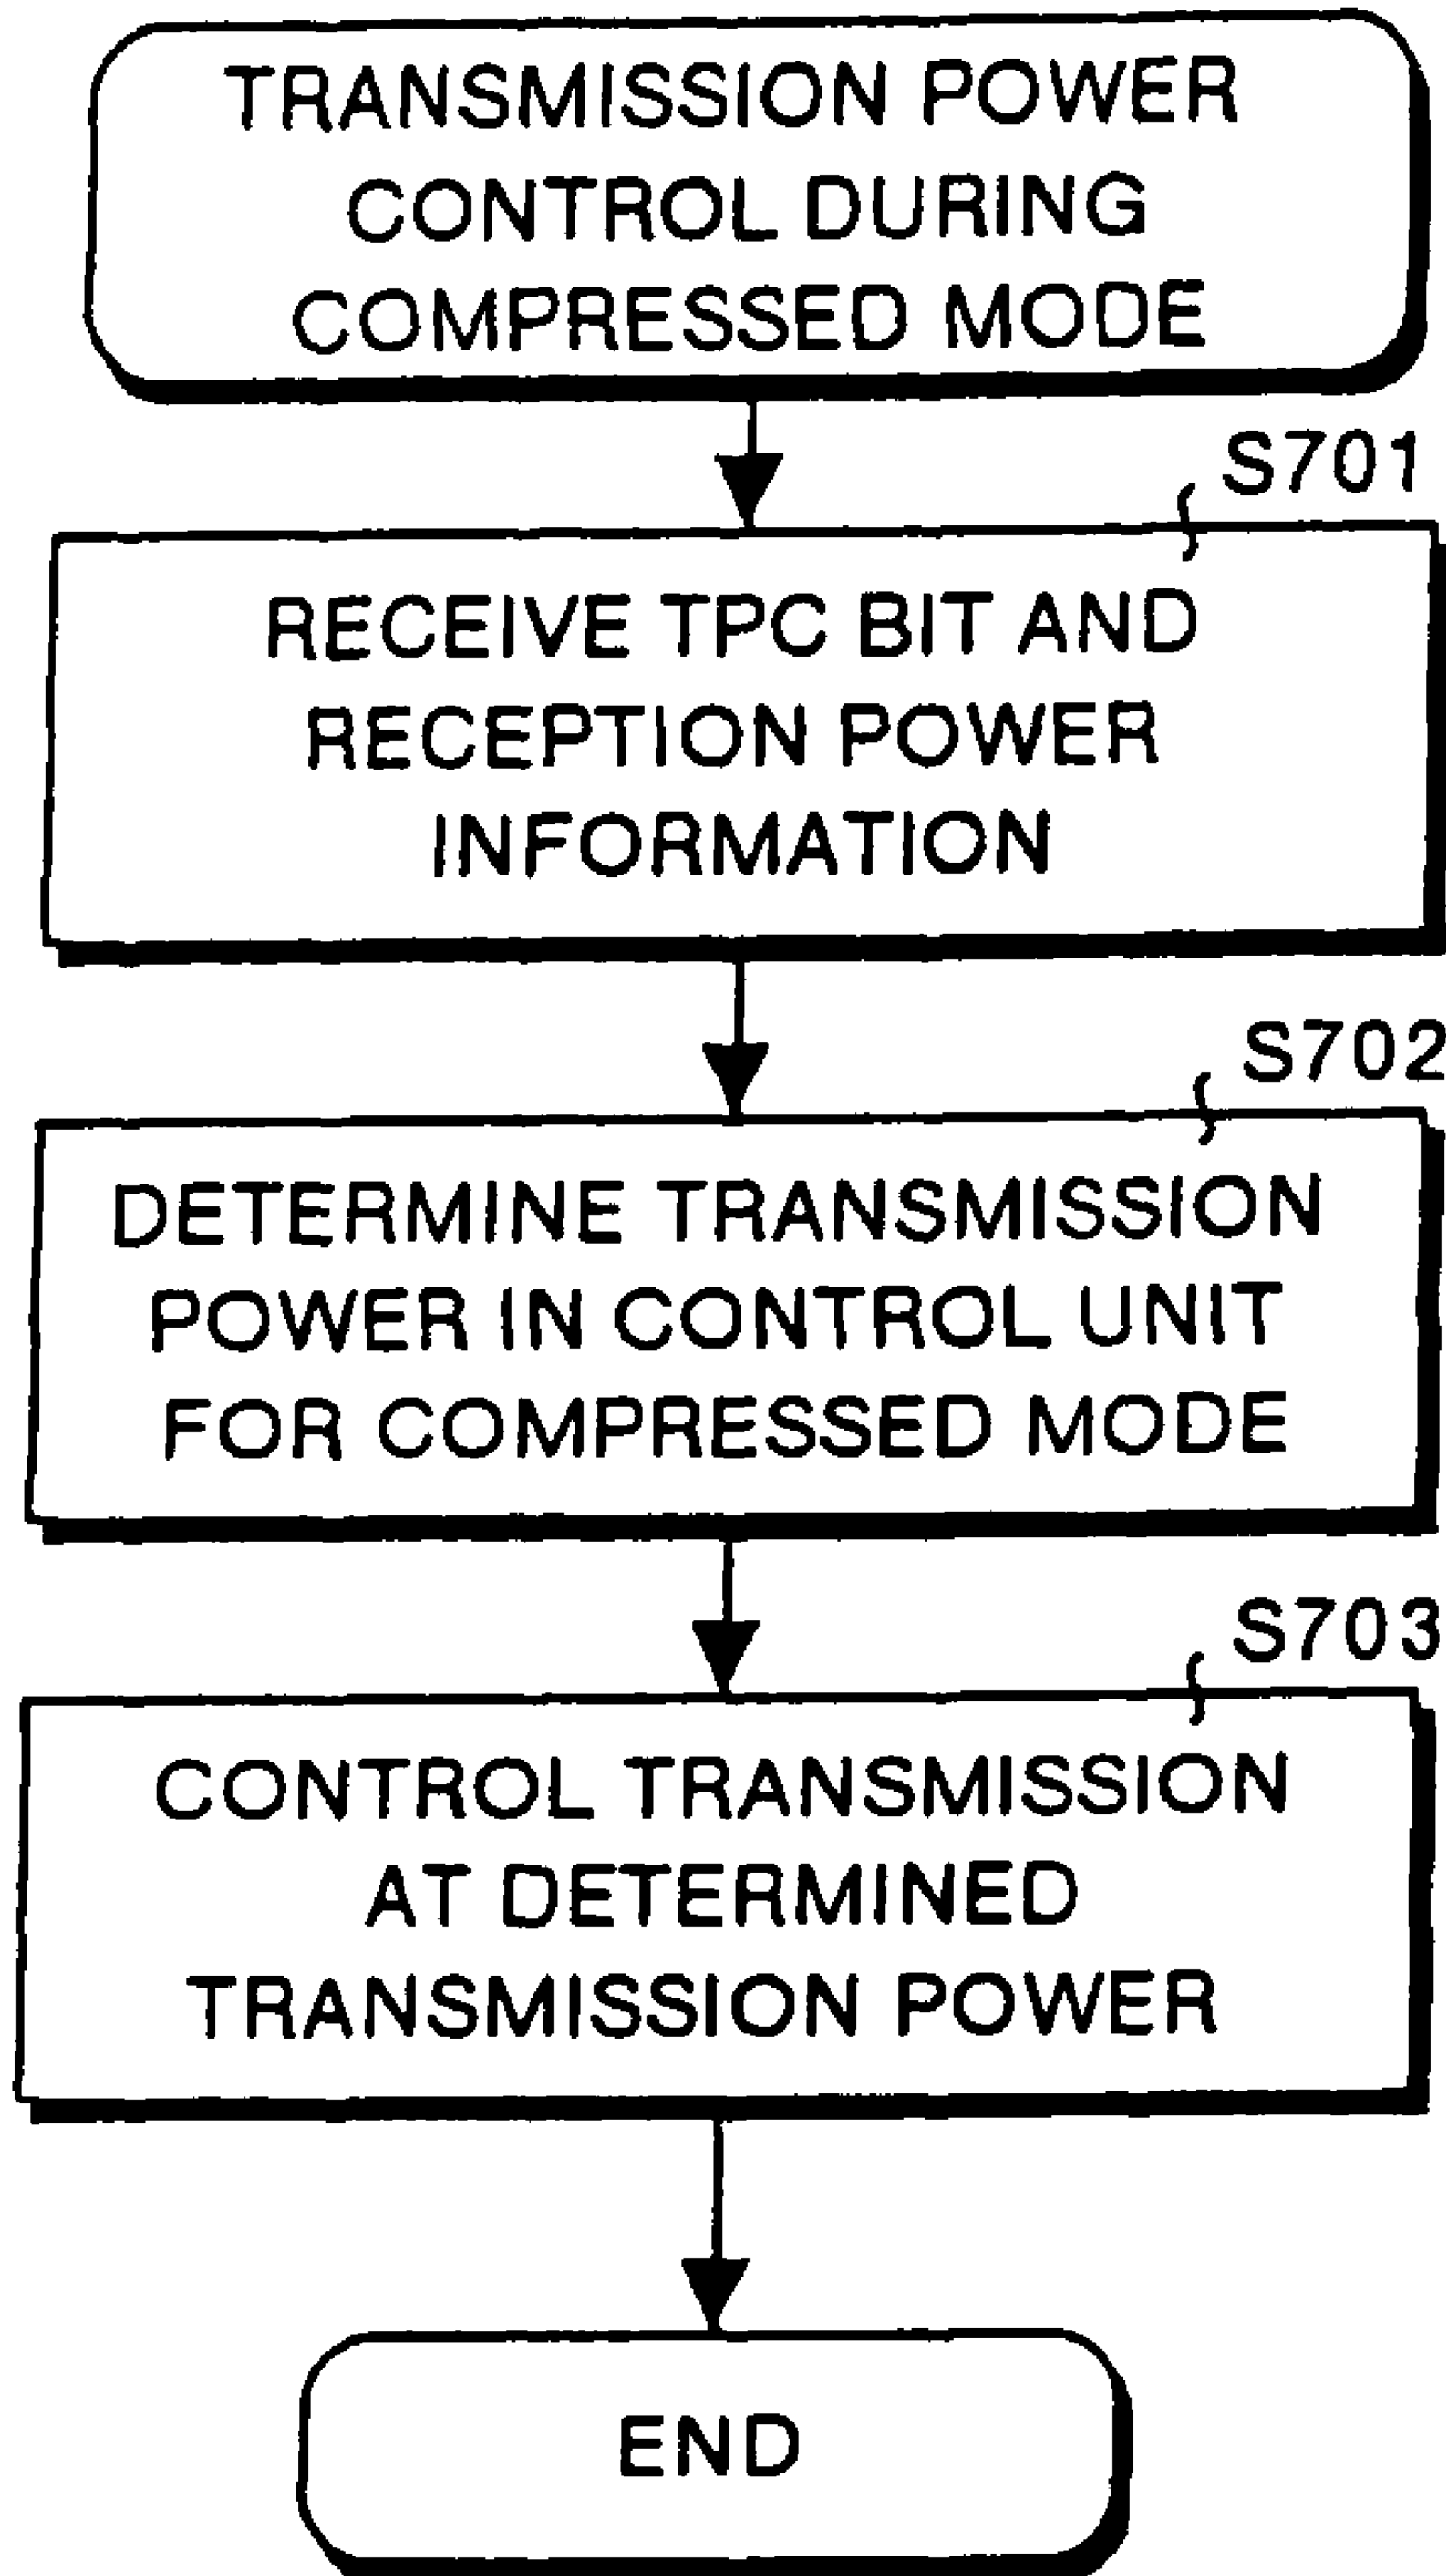 TRANSMISSION POWER
CONTROL DURING
COMPRESSED MODE
S701
RECEIVE TPC BIT AND
RECEPTION POWER
INFORMATION
S702
DETERMINE TRANSMISSION
POWER IN CONTROL UNIT
FOR COMPRESSED MODE
S703
CONTROL TRANSMISSION
AT DETERMINED
TRANSMISSION POWER
END